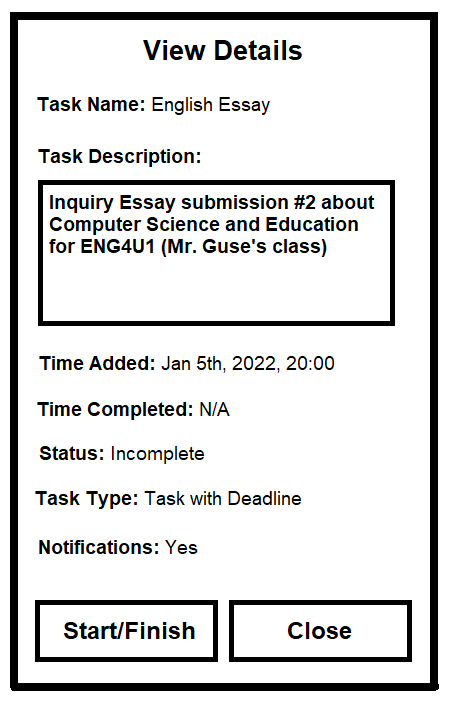 View Details
Task Name: English Essay
Task Description:
Inquiry Essay submission #2 about
Computer Science and Education
for ENG4U1 (Mr. Guse's class)
Time Added: Jan 5th, 2022, 20:00
Time Completed: N/A
Status: Incomplete
Task Type: Task with Deadline
Notifications: Yes
Start/Finish
Close